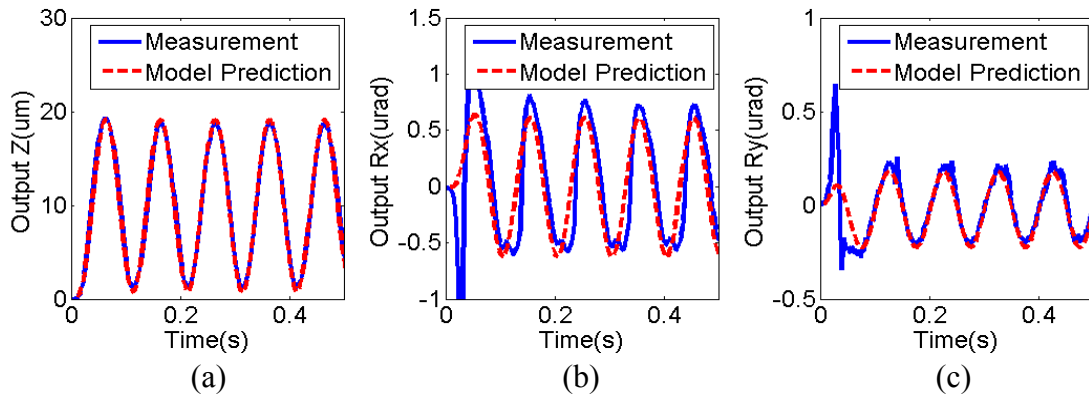 30
20
10
0
Output Z(um)
Measurement
Model Prediction
0
0.2
0.4
Time(s)
(a)
1.5
1
0.5
0
-0.5
-1
Output Rx(urad)
Measurement
Model Prediction
0
0.2
0.4
Time(s)
(b)
1
0.5
0
-0.5
Output Ry(urad)
Measurement
Model Prediction
0
0.2
0.4
Time(s)
(c)